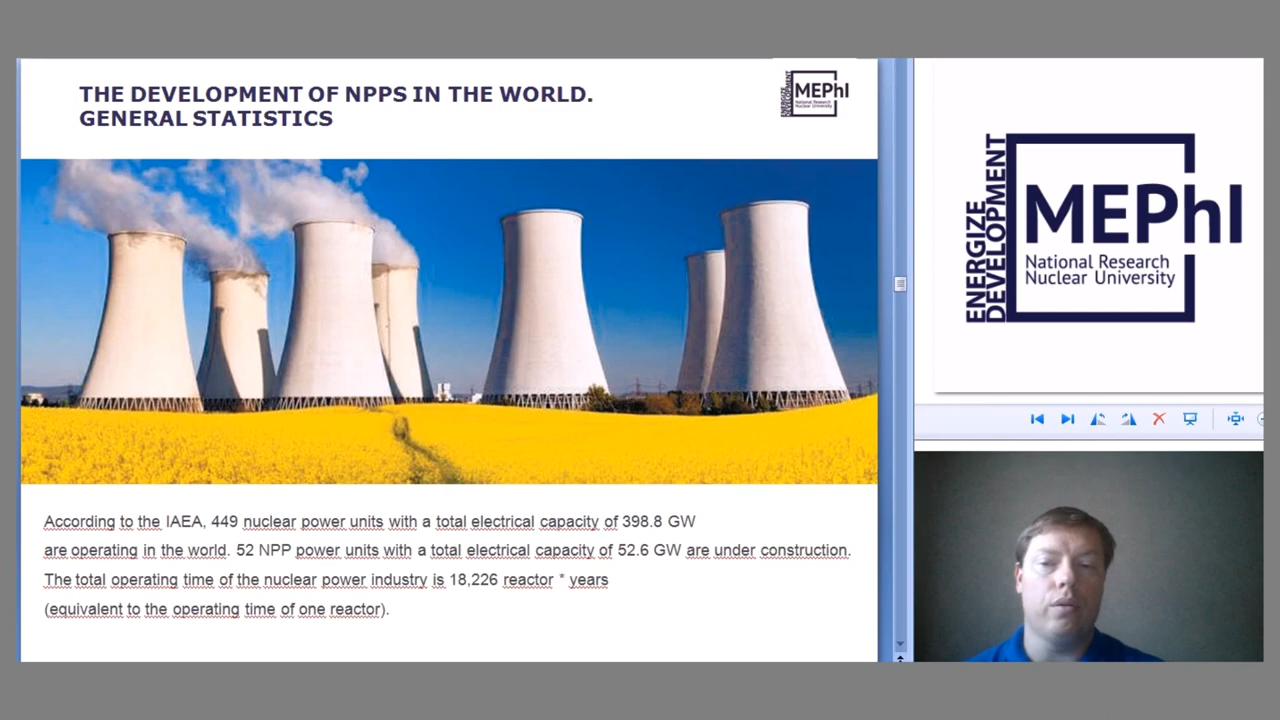 THE DEVELOPMENT OF NPPS IN THE WORLD.
GENERAL STATISTICS
ENERGIZE
DEVELOPMENT
MEPhI
National Research
Nuclear University
According to the IAEA, 449 nuclear power units with a total electrical capacity of 398.8 GW
are operating in the world. 52 NPP power units with a total electrical capacity of 52.6 GW are under construction.
The total operating time of the nuclear power industry is 18,226 reactor * years
(equivalent to the operating time of one reactor).
ENERGIZE
DEVELOPMENT
MEPhI
National Research
Nuclear University